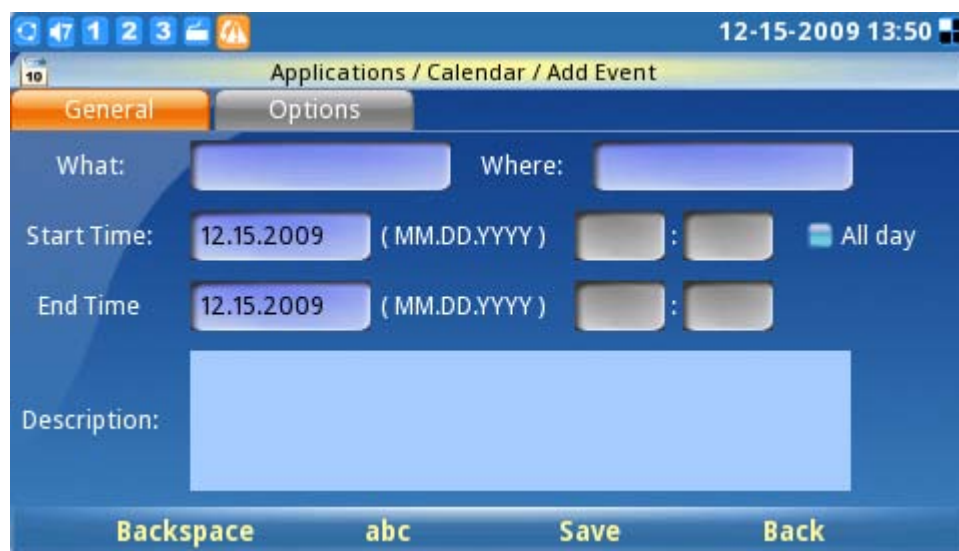 7 1 2 3 12-15-2009 13:50
10 Applications / Calendar / Add Event
General Options
What: Where:
Start Time: 12.15.2009 ( MM.DD.YYYY ) : All day
End Time 12.15.2009 ( MM.DD.YYYY ) :
Description:
Backspace abc Save Back